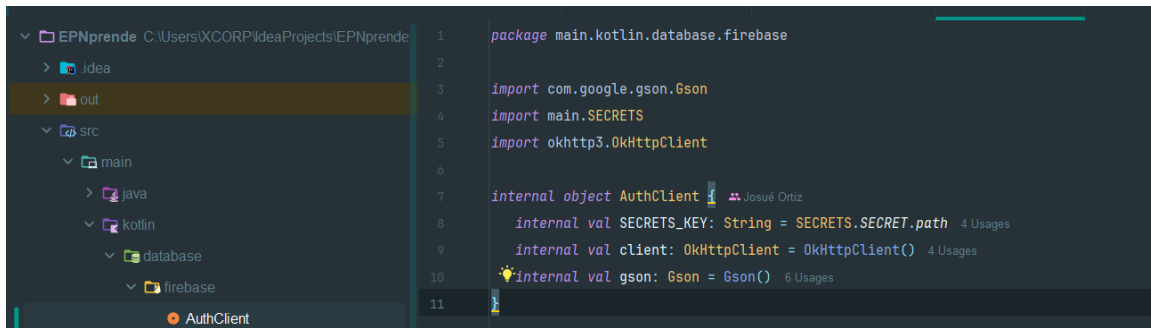 EPNprende C:\Users\XCORP\IdeaProjects\EPNprende
.idea
out
src
main
java
kotlin
database
firebase
AuthClient
1 package main.kotlin.database.firebase
2
3 import com.google.gson.Gson
4 import main.SECRETS
5 import okhttp3.OkHttpClient
6
7 internal object AuthClient { Josué Ortiz
8 internal val SECRETS_KEY: String = SECRETS.SECRET.path 4 Usages
9 internal val client: OkHttpClient = OkHttpClient() 4 Usages
10 internal val gson: Gson = Gson() 6 Usages
11 }